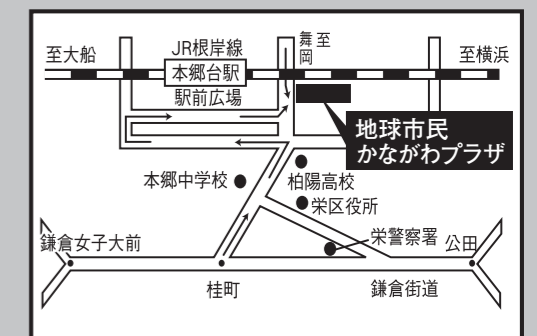 至大船
JR根岸線
本郷台駅
駅前広場
至
舞岡
至横浜
地球市民
かながわプラザ
本郷中学校
柏陽高校
栄区役所
栄警察署
鎌倉女子大前
公田
桂町
鎌倉街道